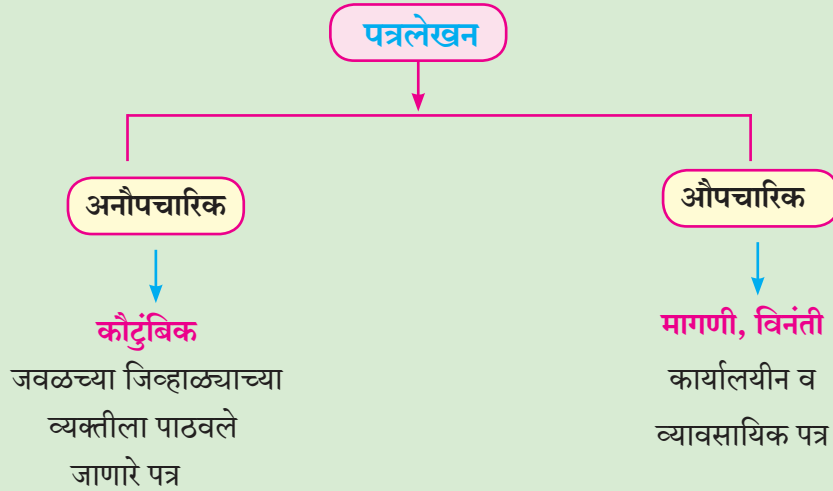 पत्रलेखन
अनौपचारिक
कौटुंबिक
जवळच्या जिव्हाळ्याच्या
व्यक्तीला पाठवले
जाणारे पत्र
औपचारिक
मागणी, विनंती
कार्यालयीन व
व्यावसायिक पत्र